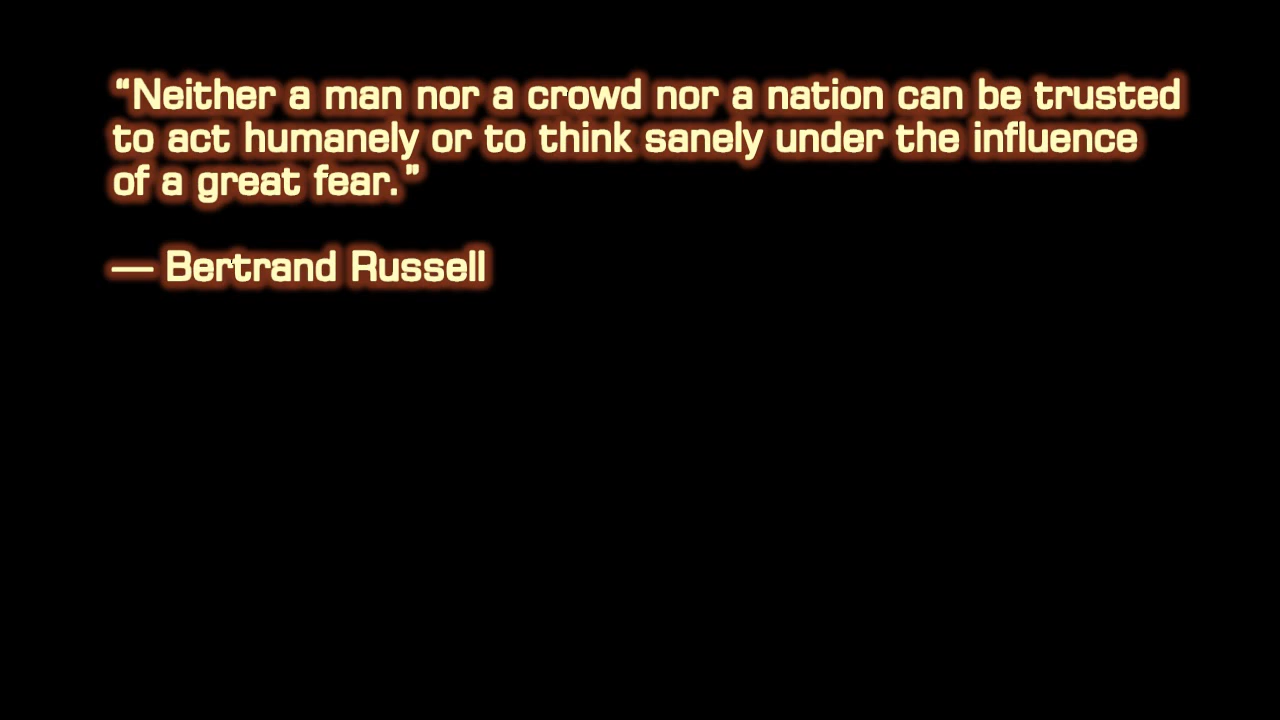 “Neither a man nor a crowd nor a nation can be trusted
to act humanely or to think sanely under the influence
of a great fear.”
— Bertrand Russell